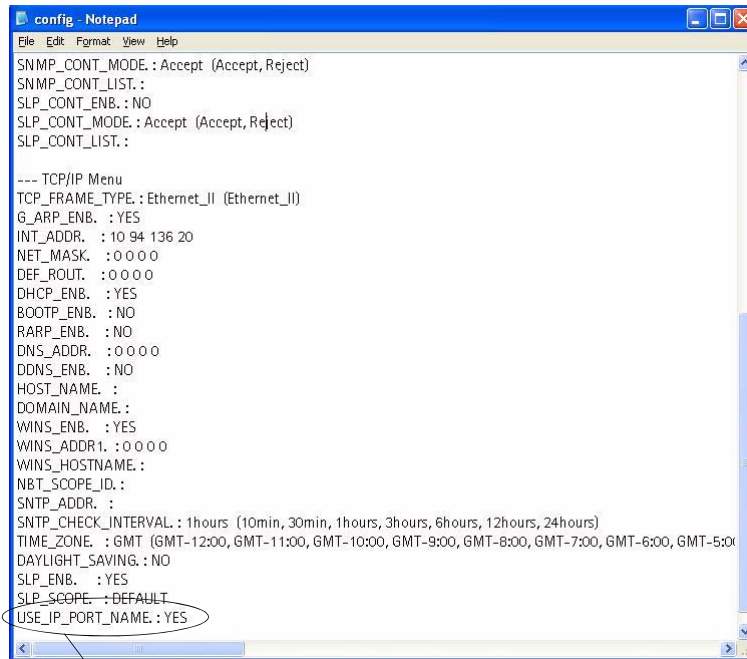 config - Notepad
File Edit Format View Help
SNMP_CONT_MODE. : Accept (Accept, Reject)
SNMP_CONT_LIST. :
SLP_CONT_ENB. : NO
SLP_CONT_MODE. : Accept (Accept, Reject)
SLP_CONT_LIST. :
--- TCP/IP Menu
TCP_FRAME_TYPE. : Ethernet_II (Ethernet_II)
G_ARP_ENB. : YES
INT_ADDR. : 10 94 136 20
NET_MASK. : 0 0 0 0
DEF_ROUT. : 0 0 0 0
DHCP_ENB. : YES
BOOTP_ENB. : NO
RARP_ENB. : NO
DNS_ADDR. : 0 0 0 0
DDNS_ENB. : NO
HOST_NAME. :
DOMAIN_NAME. :
WINS_ENB. : YES
WINS_ADDR1. : 0 0 0 0
WINS_HOSTNAME. :
NBT_SCOPE_ID. :
SNTP_ADDR. :
SNTP_CHECK_INTERVAL. : 1hours (10min, 30min, 1hours, 3hours, 6hours, 12hours, 24hours)
TIME_ZONE. : GMT (GMT-12:00, GMT-11:00, GMT-10:00, GMT-9:00, GMT-8:00, GMT-7:00, GMT-6:00, GMT-5:00
DAYLIGHT_SAVING. : NO
SLP_ENB. : YES
SLP_SCOPE. : DEFAULT
USE_IP_PORT_NAME. : YES